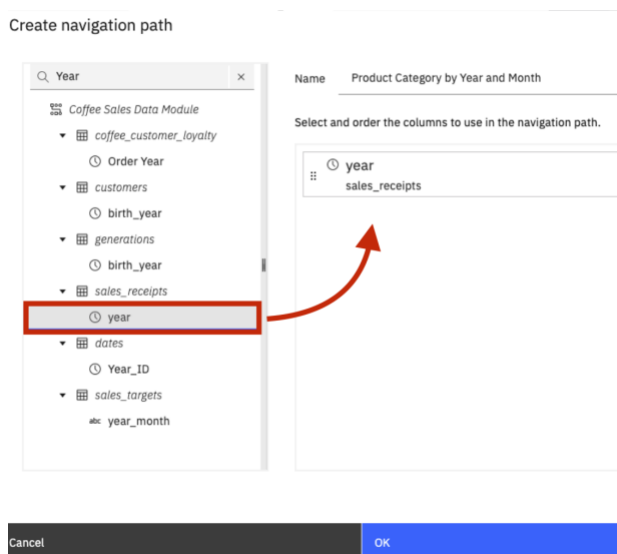 Create navigation path
Year
Coffee Sales Data Module
coffee_customer_loyalty
Order Year
customers
birth_year
generations
birth_year
sales_receipts
year
dates
Year_ID
sales_targets
abc year_month
Name Product Category by Year and Month
Select and order the columns to use in the navigation path.
year
sales_receipts
Cancel
OK